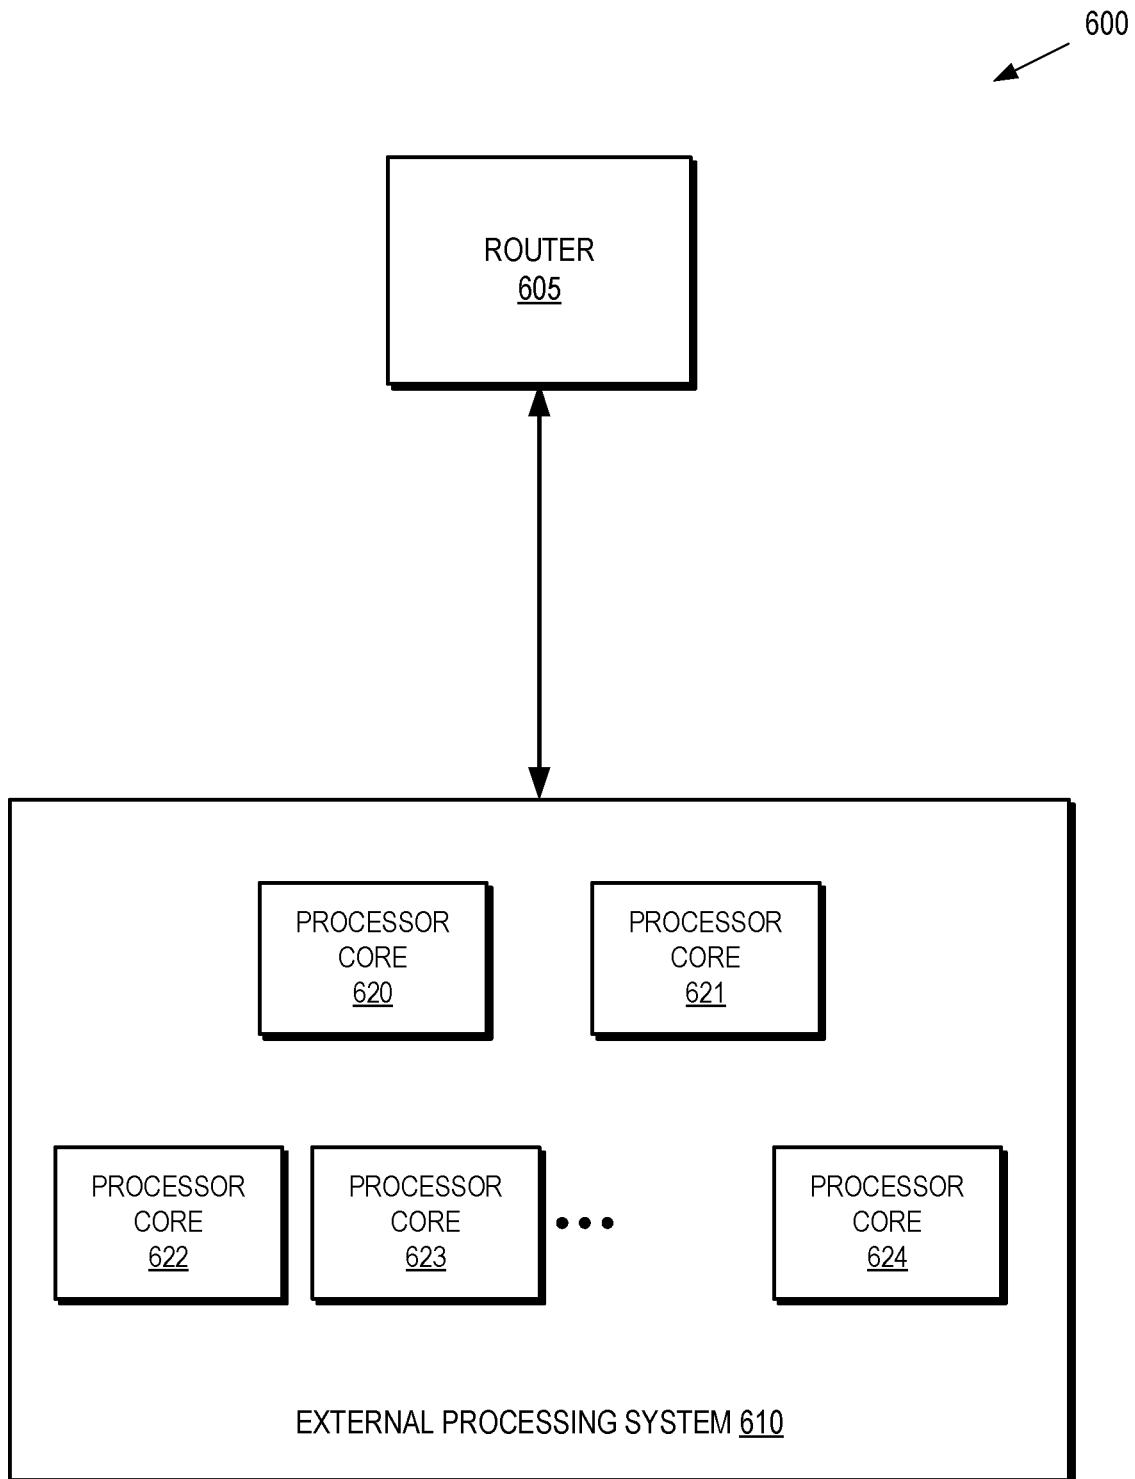 600
ROUTER
605
PROCESSOR
CORE
620
PROCESSOR
CORE
621
PROCESSOR
CORE
622
PROCESSOR
CORE
623
PROCESSOR
CORE
624
EXTERNAL PROCESSING SYSTEM 610